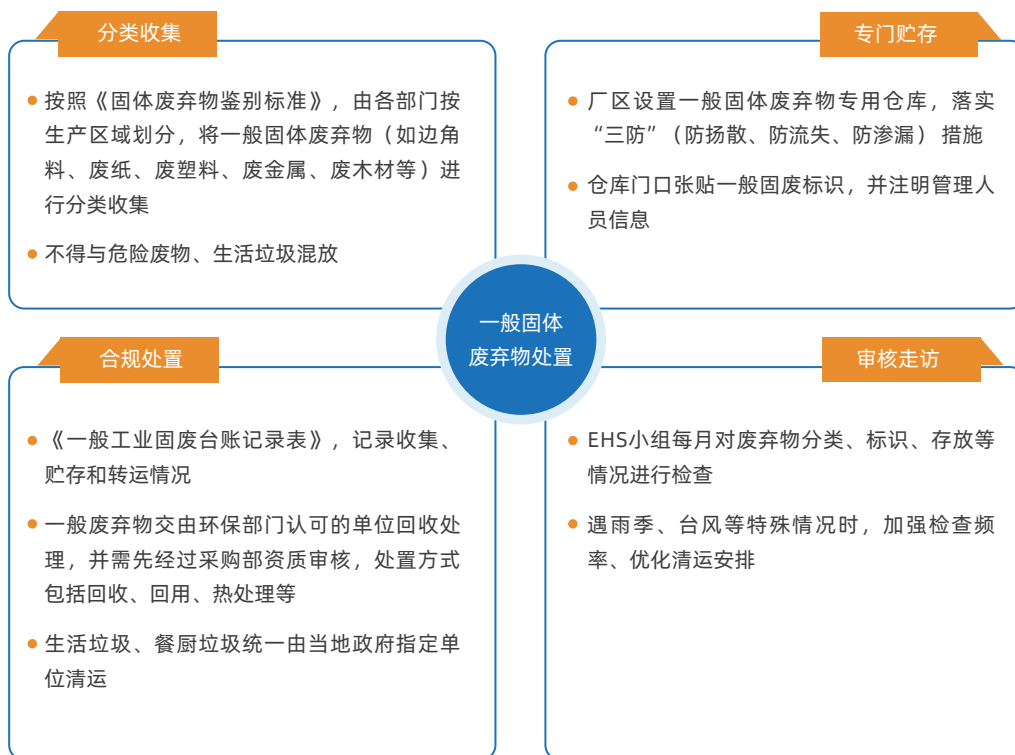 分类收集
按照《固体废弃物鉴别标准》，由各部门按
生产区域划分，将一般固体废弃物（如边角
料、废纸、废塑料、废金属、废木材等）进
行分类收集
不得与危险废物、生活垃圾混放
专门贮存
厂区设置一般固体废弃物专用仓库，落实
“三防”（防扬散、防流失、防渗漏） 措施
仓库门口张贴一般固废标识，并注明管理人
员信息
一般固体
废弃物处置
合规处置
《一般工业固废台账记录表》，记录收集、
贮存和转运情况
一般废弃物交由环保部门认可的单位回收处
理，并需先经过采购部资质审核，处置方式
包括回收、回用、热处理等
生活垃圾、餐厨垃圾统一由当地政府指定单
位清运
审核走访
EHS小组每月对废弃物分类、标识、存放等
情况进行检查
遇雨季、台风等特殊情况时，加强检查频
率、优化清运安排